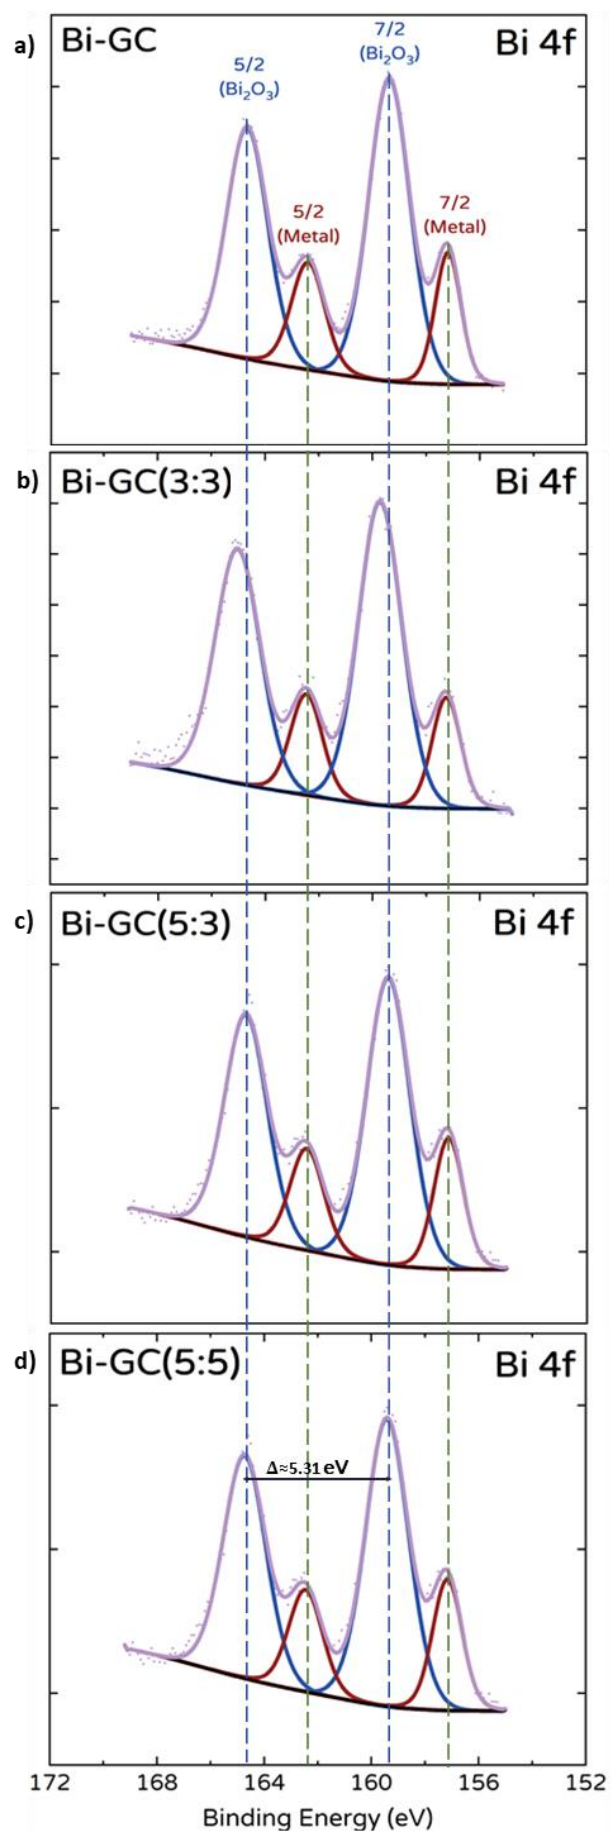 a)
Bi-GC
Bi 4f
5/2
(Bi₂O₃)
7/2
(Bi₂O₃)
5/2
(Metal)
7/2
(Metal)
b)
Bi-GC(3:3)
Bi 4f
c)
Bi-GC(5:3)
Bi 4f
d)
Bi-GC(5:5)
Bi 4f
Δ≈5.31 eV
172 168 164 160 156 152
Binding Energy (eV)